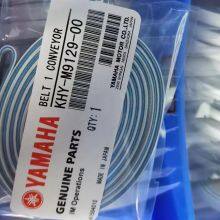 BELT 1 CONVEYOR
KHY-M9129-00
QTY: 1
YAMAHA
GENUINE PARTS
IM Operations
MADE IN JAPAN
YAMAHA MOTOR CO., LTD.